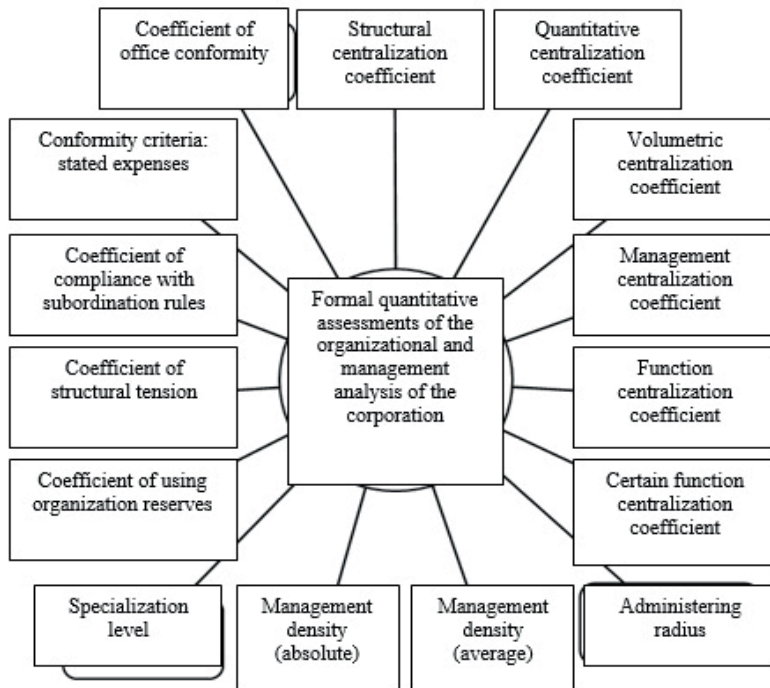 Coefficient of
office conformity
Structural
centralization
coefficient
Quantitative
centralization
coefficient
Conformity criteria:
stated expenses
Volumetric
centralization
coefficient
Coefficient of
compliance with
subordination rules
Management
centralization
coefficient
Formal quantitative
assessments of the
organizational and
management
analysis of the
corporation
Coefficient of
structural tension
Function
centralization
coefficient
Coefficient of using
organization reserves
Certain function
centralization
coefficient
Specialization
level
Management
density
(absolute)
Management
density
(average)
Administering
radius